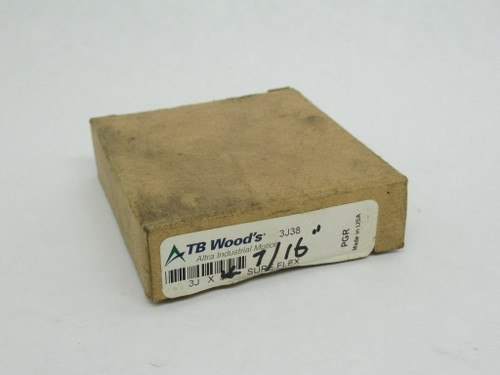 TB Wood's 3J38
Altra Industrial Motion
7/16"
3J X SURE FLEX
PGR
Made in USA